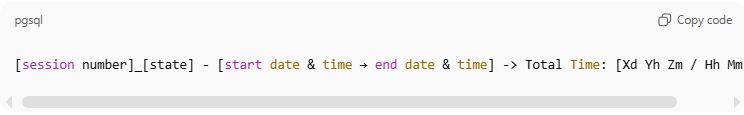 pgsql
Copy code
[session number]_[state] - [start date & time → end date & time] -> Total Time: [Xd Yh Zm / Hh Mm